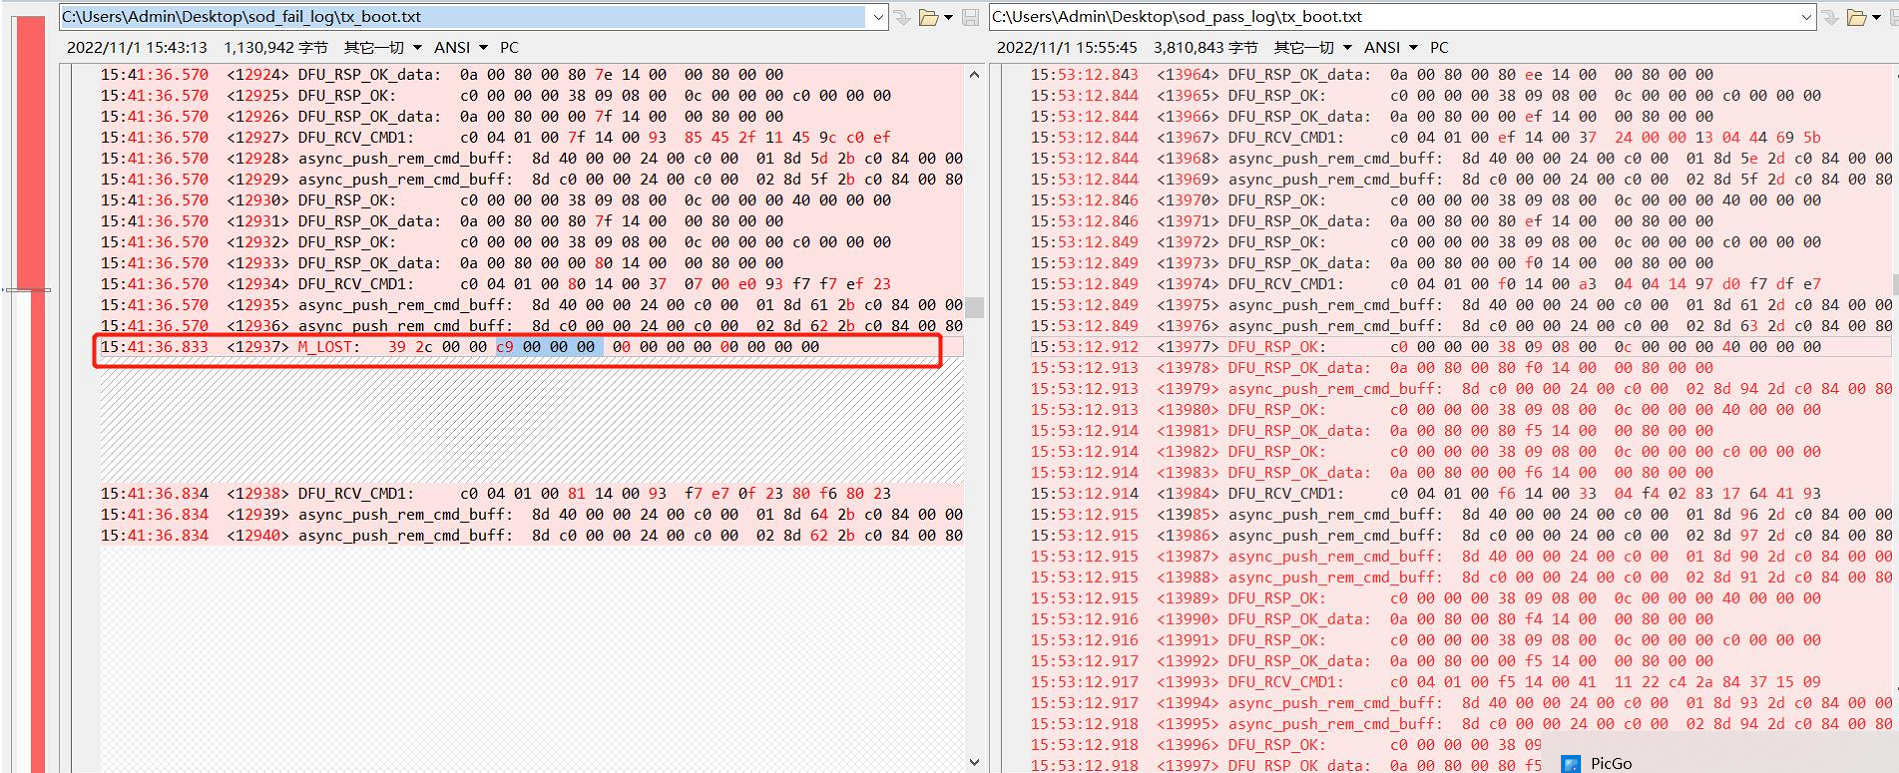 C:\Users\Admin\Desktop\sod_fail_log\tx_boot.txt
2022/11/1 15:43:13 1,130,942 字节 其它一切 ANSI PC
15:41:36.570 <12924> DFU_RSP_OK_data: 0a 00 80 00 80 7e 14 00 00 80 00 00
15:41:36.570 <12925> DFU_RSP_OK: c0 00 00 00 38 09 08 00 0c 00 00 00 c0 00 00 00
15:41:36.570 <12926> DFU_RSP_OK_data: 0a 00 80 00 00 7f 14 00 00 80 00 00
15:41:36.570 <12927> DFU_RCV_CMD1: c0 04 01 00 7f 14 00 93 85 45 2f 11 45 9c c0 ef
15:41:36.570 <12928> async_push_rem_cmd_buff: 8d 40 00 00 24 00 c0 00 01 8d 5d 2b c0 84 00 00
15:41:36.570 <12929> async_push_rem_cmd_buff: 8d c0 00 00 24 00 c0 00 02 8d 5f 2b c0 84 00 80
15:41:36.570 <12930> DFU_RSP_OK: c0 00 00 00 38 09 08 00 0c 00 00 00 40 00 00 00
15:41:36.570 <12931> DFU_RSP_OK_data: 0a 00 80 00 80 7f 14 00 00 80 00 00
15:41:36.570 <12932> DFU_RSP_OK: c0 00 00 00 38 09 08 00 0c 00 00 00 c0 00 00 00
15:41:36.570 <12933> DFU_RSP_OK_data: 0a 00 80 00 00 80 14 00 00 80 00 00
15:41:36.570 <12934> DFU_RCV_CMD1: c0 04 01 00 80 14 00 37 07 00 e0 93 f7 f7 ef 23
15:41:36.570 <12935> async_push_rem_cmd_buff: 8d 40 00 00 24 00 c0 00 01 8d 61 2b c0 84 00 00
15:41:36.570 <12936> async_push_rem_cmd_buff: 8d c0 00 00 24 00 c0 00 02 8d 62 2b c0 84 00 80
15:41:36.833 <12937> M_LOST: 39 2c 00 00 c9 00 00 00 00 00 00 00 00 00 00 00
15:41:36.834 <12938> DFU_RCV_CMD1: c0 04 01 00 81 14 00 93 f7 e7 0f 23 80 f6 80 23
15:41:36.834 <12939> async_push_rem_cmd_buff: 8d 40 00 00 24 00 c0 00 01 8d 64 2b c0 84 00 00
15:41:36.834 <12940> async_push_rem_cmd_buff: 8d c0 00 00 24 00 c0 00 02 8d 62 2b c0 84 00 80
C:\Users\Admin\Desktop\sod_pass_log\tx_boot.txt
2022/11/1 15:55:45 3,810,843 字节 其它一切 ANSI PC
15:53:12.843 <13964> DFU_RSP_OK_data: 0a 00 80 00 80 ee 14 00 00 80 00 00
15:53:12.844 <13965> DFU_RSP_OK: c0 00 00 00 38 09 08 00 0c 00 00 00 c0 00 00 00
15:53:12.844 <13966> DFU_RSP_OK_data: 0a 00 80 00 00 ef 14 00 00 80 00 00
15:53:12.844 <13967> DFU_RCV_CMD1: c0 04 01 00 ef 14 00 37 24 00 00 13 04 44 69 5b
15:53:12.844 <13968> async_push_rem_cmd_buff: 8d 40 00 00 24 00 c0 00 01 8d 5e 2d c0 84 00 00
15:53:12.844 <13969> async_push_rem_cmd_buff: 8d c0 00 00 24 00 c0 00 02 8d 5f 2d c0 84 00 80
15:53:12.846 <13970> DFU_RSP_OK: c0 00 00 00 38 09 08 00 0c 00 00 00 40 00 00 00
15:53:12.846 <13971> DFU_RSP_OK_data: 0a 00 80 00 80 ef 14 00 00 80 00 00
15:53:12.849 <13972> DFU_RSP_OK: c0 00 00 00 38 09 08 00 0c 00 00 00 c0 00 00 00
15:53:12.849 <13973> DFU_RSP_OK_data: 0a 00 80 00 00 f0 14 00 00 80 00 00
15:53:12.849 <13974> DFU_RCV_CMD1: c0 04 01 00 f0 14 00 a3 04 04 14 97 d0 f7 df e7
15:53:12.849 <13975> async_push_rem_cmd_buff: 8d 40 00 00 24 00 c0 00 01 8d 61 2d c0 84 00 00
15:53:12.849 <13976> async_push_rem_cmd_buff: 8d c0 00 00 24 00 c0 00 02 8d 63 2d c0 84 00 80
15:53:12.912 <13977> DFU_RSP_OK: c0 00 00 00 38 09 08 00 0c 00 00 00 40 00 00 00
15:53:12.913 <13978> DFU_RSP_OK_data: 0a 00 80 00 80 f0 14 00 00 80 00 00
15:53:12.913 <13979> async_push_rem_cmd_buff: 8d c0 00 00 24 00 c0 00 02 8d 94 2d c0 84 00 80
15:53:12.913 <13980> DFU_RSP_OK: c0 00 00 00 38 09 08 00 0c 00 00 00 40 00 00 00
15:53:12.914 <13981> DFU_RSP_OK_data: 0a 00 80 00 80 f5 14 00 00 80 00 00
15:53:12.914 <13982> DFU_RSP_OK: c0 00 00 00 38 09 08 00 0c 00 00 00 c0 00 00 00
15:53:12.914 <13983> DFU_RSP_OK_data: 0a 00 80 00 00 f6 14 00 00 80 00 00
15:53:12.914 <13984> DFU_RCV_CMD1: c0 04 01 00 f6 14 00 33 04 f4 02 83 17 64 41 93
15:53:12.915 <13985> async_push_rem_cmd_buff: 8d 40 00 00 24 00 c0 00 01 8d 96 2d c0 84 00 00
15:53:12.915 <13986> async_push_rem_cmd_buff: 8d c0 00 00 24 00 c0 00 02 8d 97 2d c0 84 00 80
15:53:12.915 <13987> async_push_rem_cmd_buff: 8d 40 00 00 24 00 c0 00 01 8d 90 2d c0 84 00 00
15:53:12.915 <13988> async_push_rem_cmd_buff: 8d c0 00 00 24 00 c0 00 02 8d 91 2d c0 84 00 80
15:53:12.915 <13989> DFU_RSP_OK: c0 00 00 00 38 09 08 00 0c 00 00 00 40 00 00 00
15:53:12.916 <13990> DFU_RSP_OK_data: 0a 00 80 00 80 f4 14 00 00 80 00 00
15:53:12.916 <13991> DFU_RSP_OK: c0 00 00 00 38 09 08 00 0c 00 00 00 c0 00 00 00
15:53:12.917 <13992> DFU_RSP_OK_data: 0a 00 80 00 00 f5 14 00 00 80 00 00
15:53:12.917 <13993> DFU_RCV_CMD1: c0 04 01 00 f5 14 00 41 11 22 c4 2a 84 37 15 09
15:53:12.917 <13994> async_push_rem_cmd_buff: 8d 40 00 00 24 00 c0 00 01 8d 93 2d c0 84 00 00
15:53:12.918 <13995> async_push_rem_cmd_buff: 8d c0 00 00 24 00 c0 00 02 8d 94 2d c0 84 00 80
15:53:12.918 <13996> DFU_RSP_OK: c0 00 00 00 38 09
15:53:12.918 <13997> DFU_RSP_OK_data: 0a 00 80 00 80 f5
PicGo